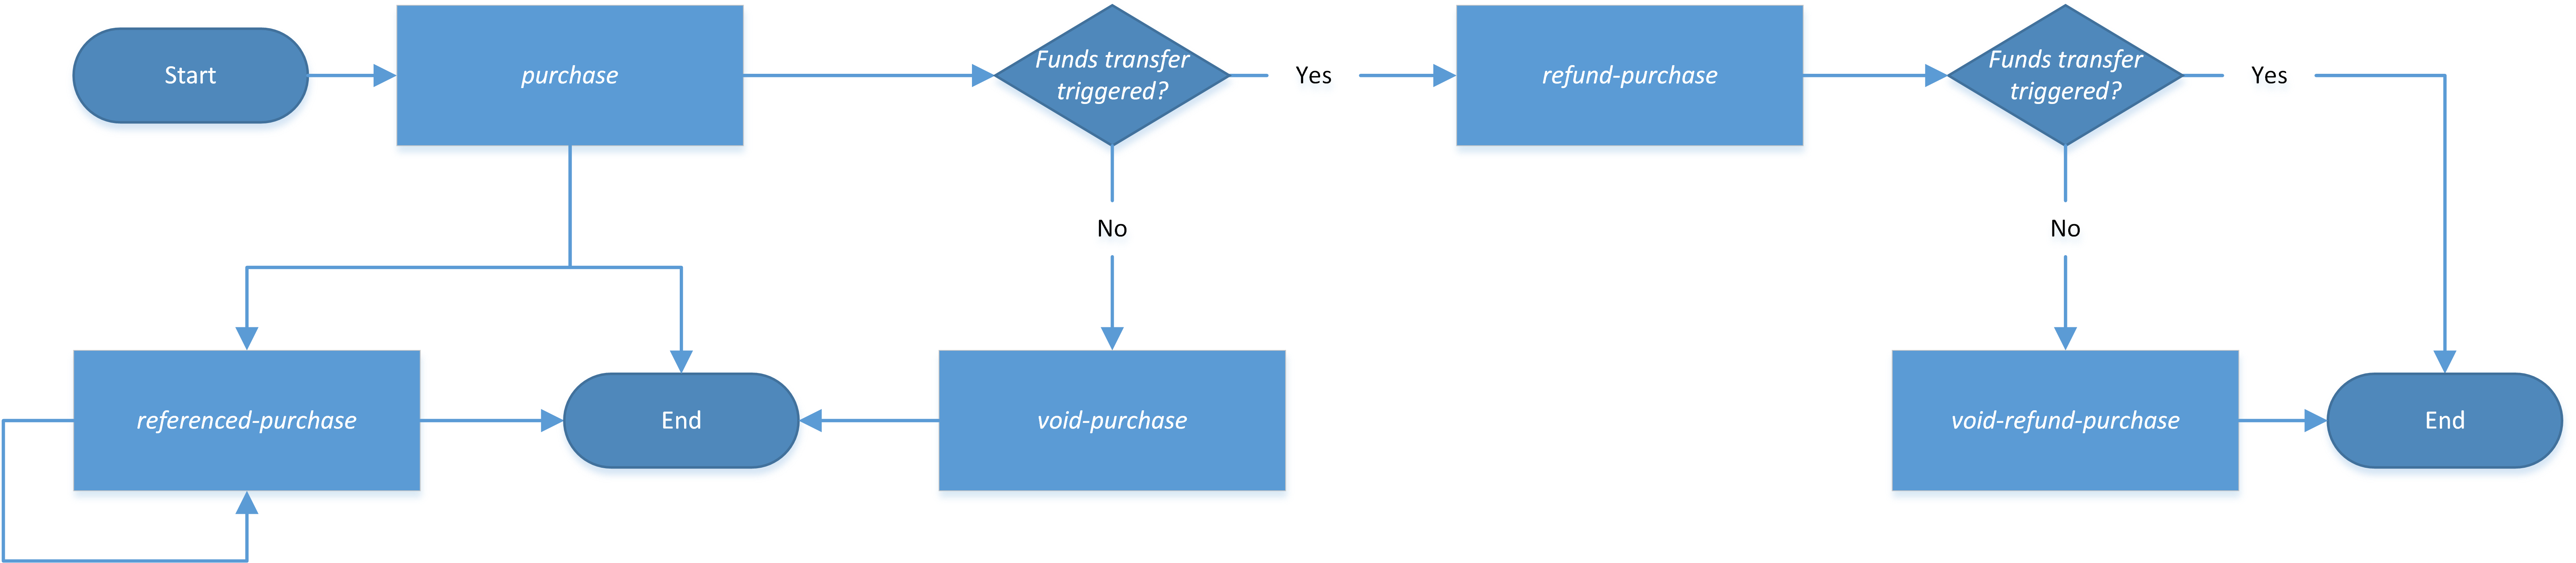 Start
purchase
Funds transfer
triggered?
Yes
refund-purchase
Funds transfer
triggered?
Yes
No
No
referenced-purchase
End
void-purchase
void-refund-purchase
End